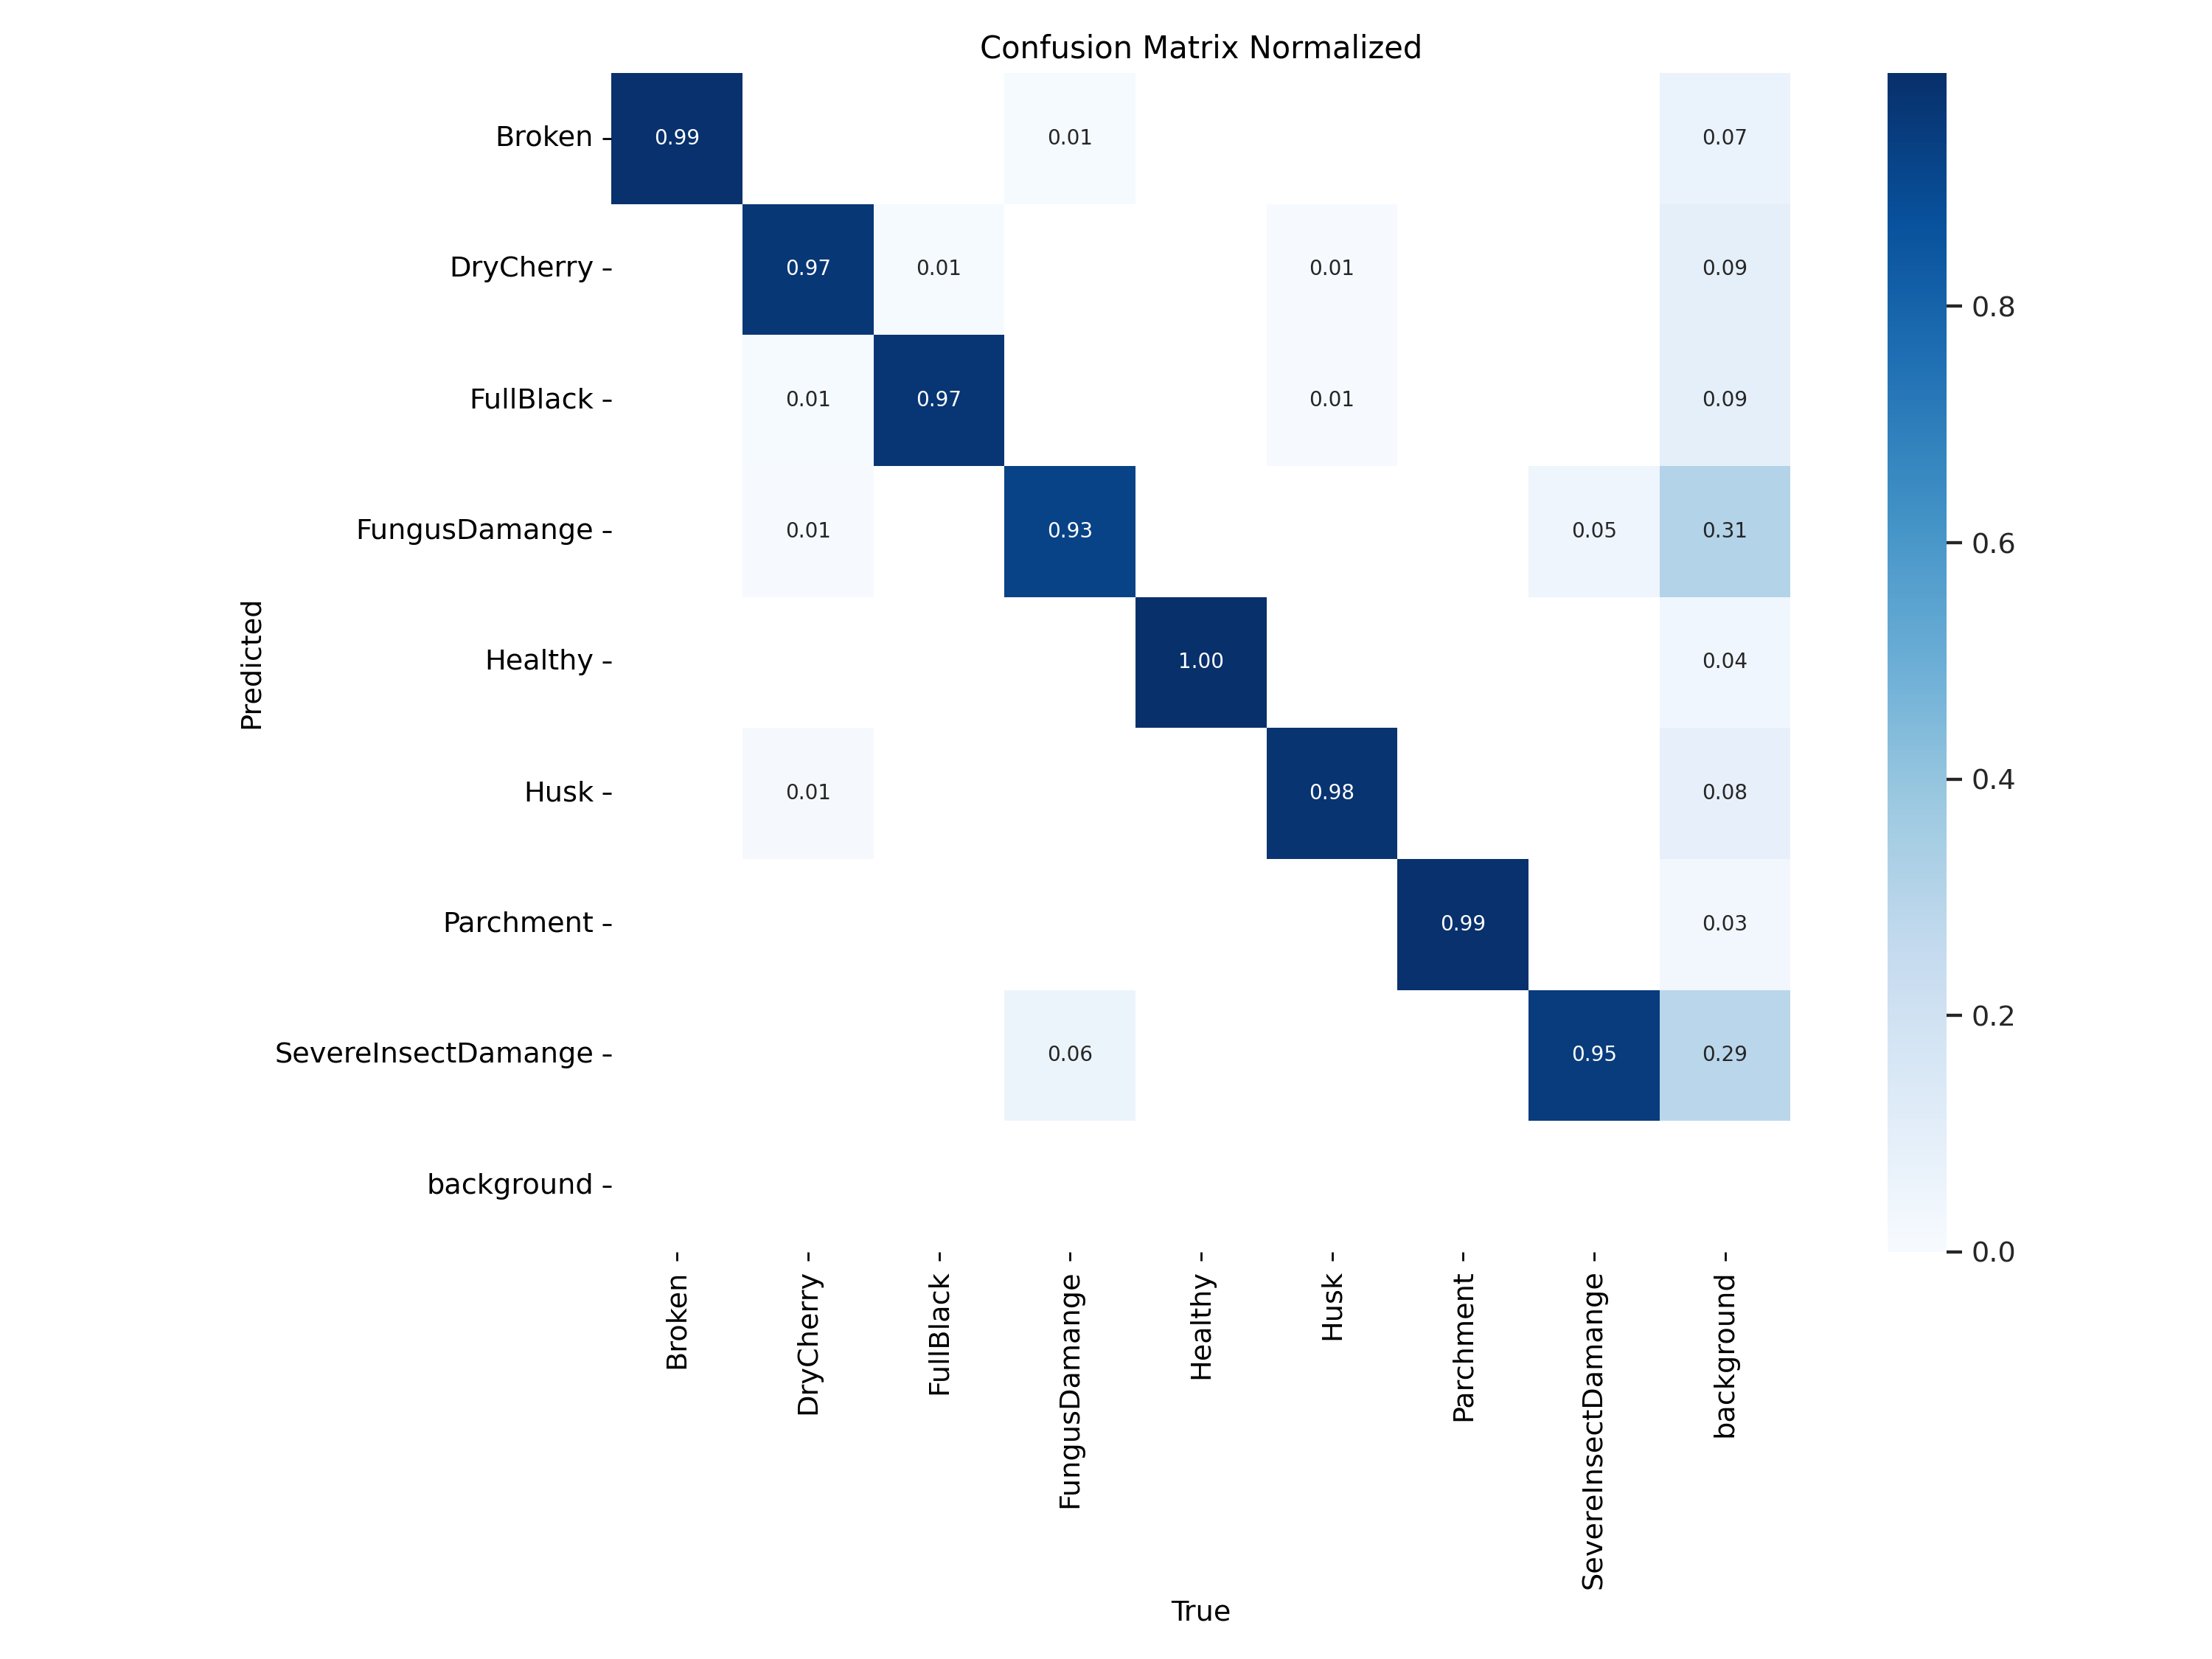 Confusion Matrix Normalized
Broken
0.99
0.01
0.07
DryCherry
0.97
0.01
0.01
0.09
FullBlack
0.01
0.97
0.01
0.09
FungusDamange
0.01
0.93
0.05
0.31
Healthy
1.00
0.04
Husk
0.01
0.98
0.08
Parchment
0.99
0.03
SevereInsectDamange
0.06
0.95
0.29
background
Predicted
Broken
DryCherry
FullBlack
FungusDamange
Healthy
Husk
Parchment
SevereInsectDamange
background
True
0.8
0.6
0.4
0.2
0.0